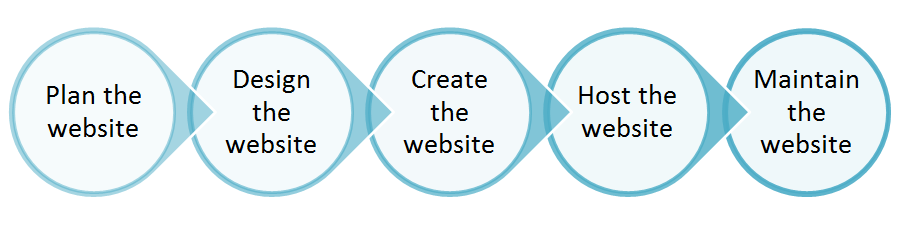 Plan the
website
Design
the
website
Create
the
website
Host the
website
Maintain
the
website